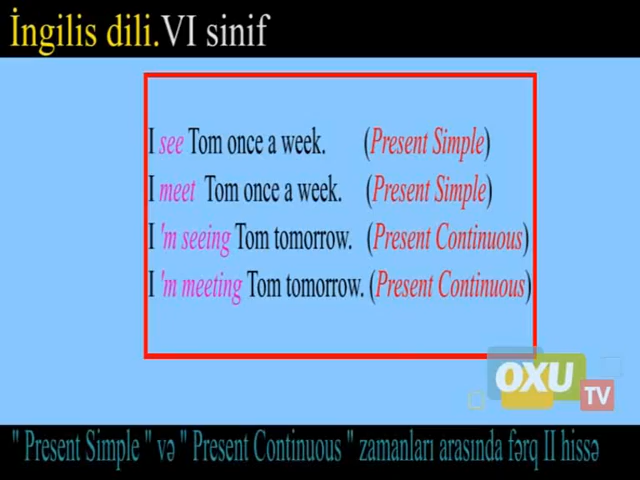 İngilis dili.VI sinif
I see Tom once a week. (Present Simple)
I meet Tom once a week. (Present Simple)
I 'm seeing Tom tomorrow. (Present Continuous)
I 'm meeting Tom tomorrow. (Present Continuous)
OXU
TV
" Present Simple " və " Present Continuous " zamanları arasında fərq II hissə